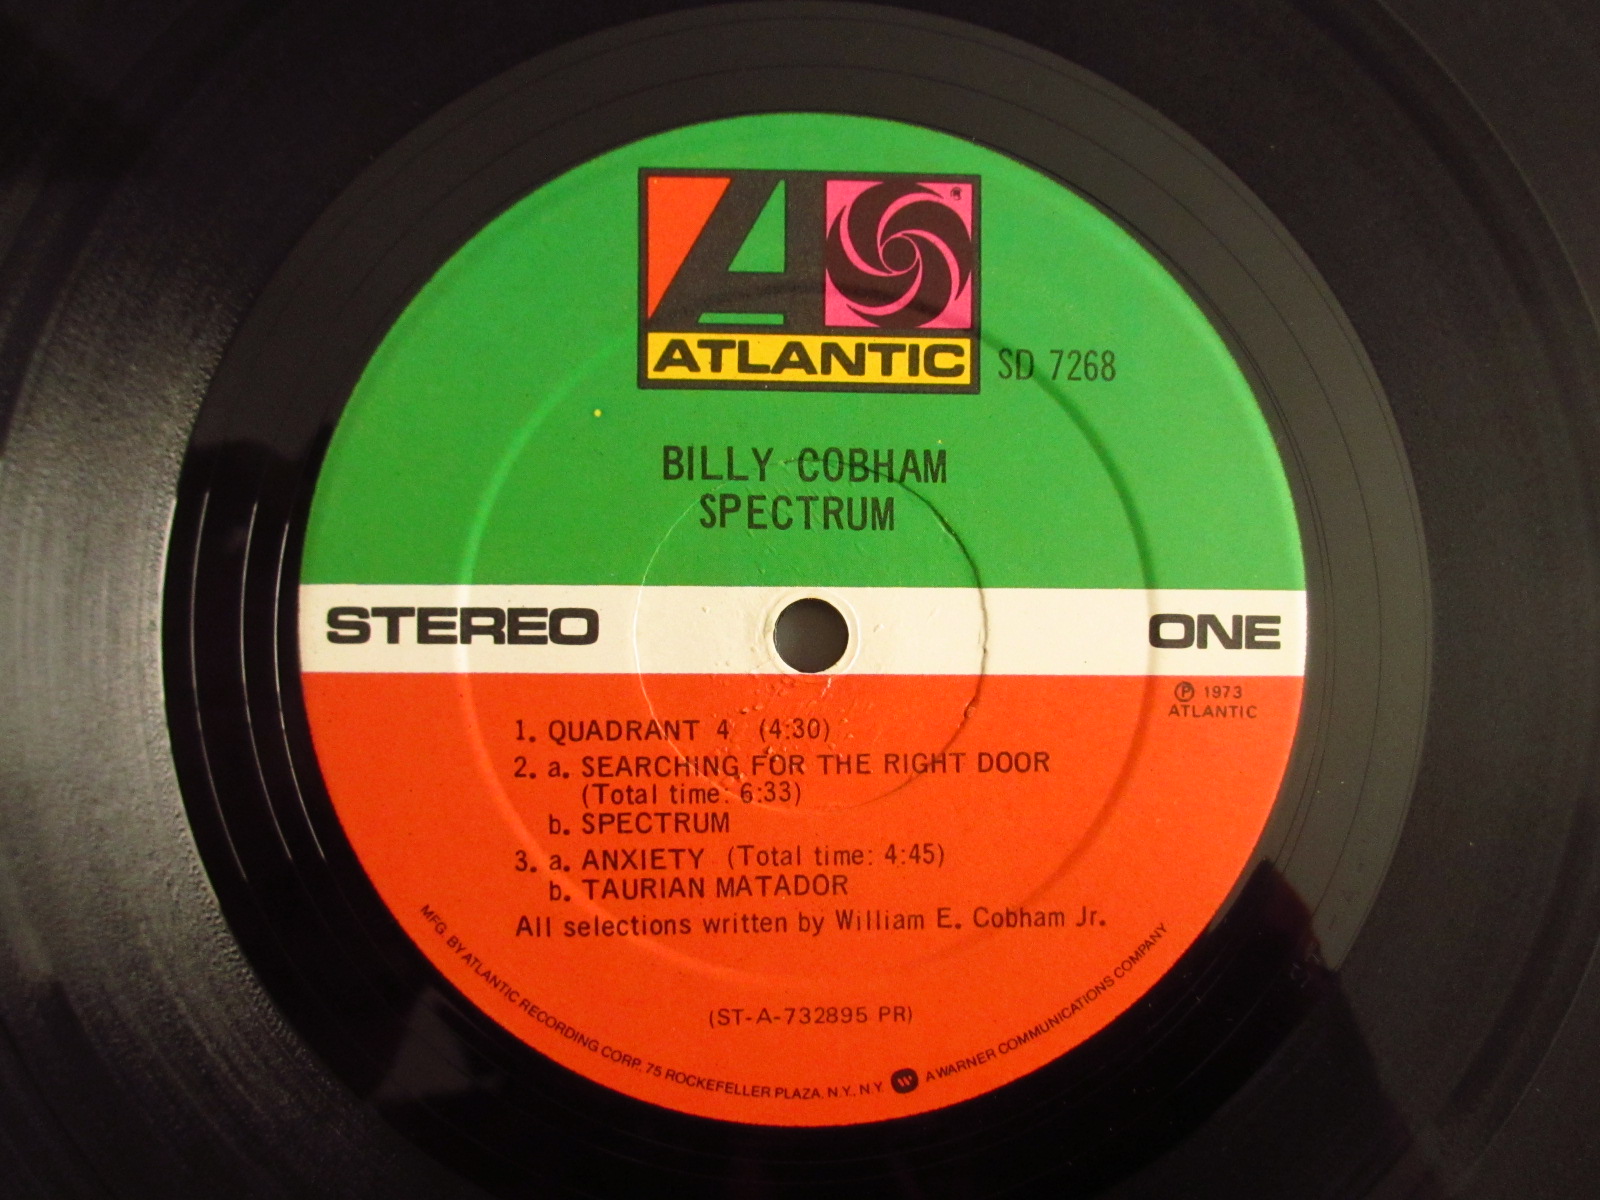 ATLANTIC
SD 7268
BILLY COBHAM
SPECTRUM
STEREO
ONE
Ⓟ 1973
ATLANTIC
1. QUADRANT 4 (4:30)
2. a. SEARCHING FOR THE RIGHT DOOR
(Total time: 6:33)
b. SPECTRUM
3. a. ANXIETY (Total time: 4:45)
b. TAURIAN MATADOR
All selections written by William E. Cobham Jr.
(ST-A-732895 PR)
MFG. BY ATLANTIC RECORDING CORP., 75 ROCKEFELLER PLAZA, N.Y., N.Y. A WARNER COMMUNICATIONS COMPANY